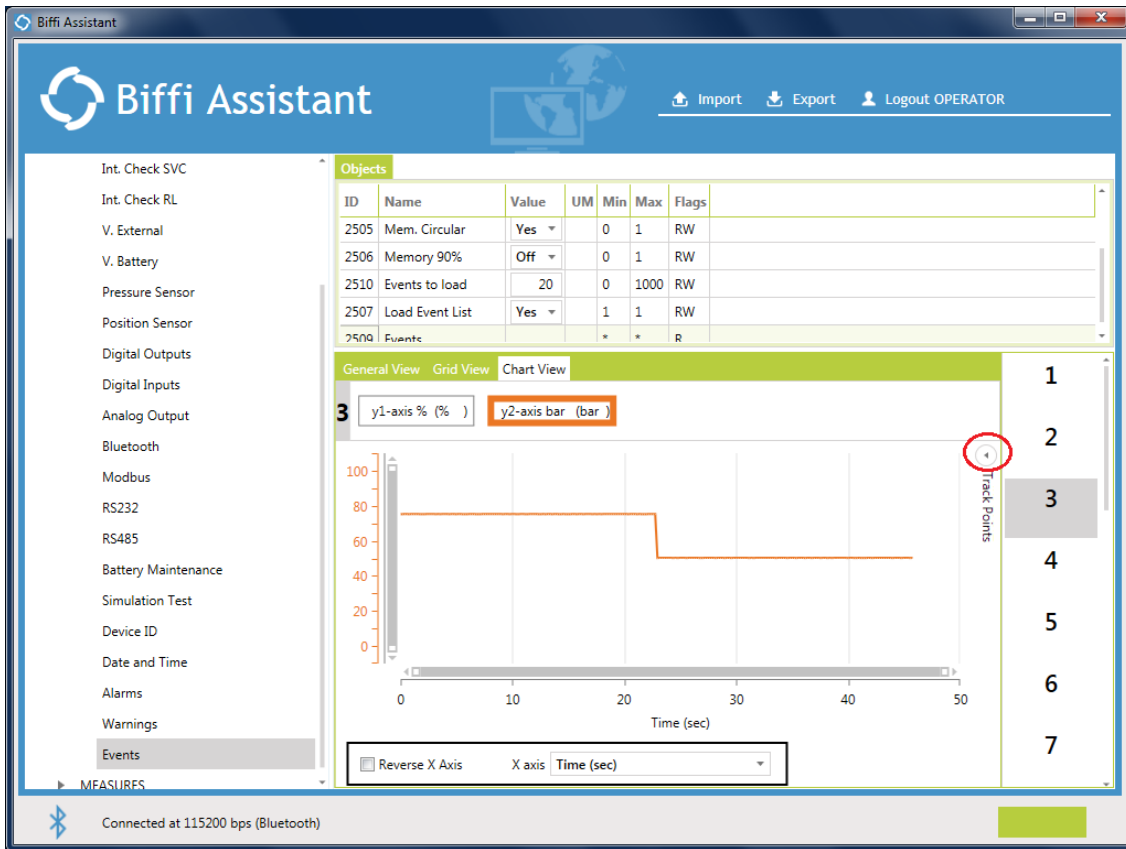 Biffi Assistant
Biffi Assistant
Import Export Logout OPERATOR
Int. Check SVC
Int. Check RL
V. External
V. Battery
Pressure Sensor
Position Sensor
Digital Outputs
Digital Inputs
Analog Output
Bluetooth
Modbus
RS232
RS485
Battery Maintenance
Simulation Test
Device ID
Date and Time
Alarms
Warnings
Events
MEASURES
Objects
ID Name Value UM Min Max Flags
2505 Mem. Circular Yes 0 1 RW
2506 Memory 90% Off 0 1 RW
2510 Events to load 20 0 1000 RW
2507 Load Event List Yes 1 1 RW
2509 Events * * R
General View Grid View Chart View
3 y1-axis % (% ) y2-axis bar (bar )
Track Points
100
80
60
40
20
0
0 10 20 30 40 50
Time (sec)
Reverse X Axis X axis Time (sec)
1
2
3
4
5
6
7
Connected at 115200 bps (Bluetooth)